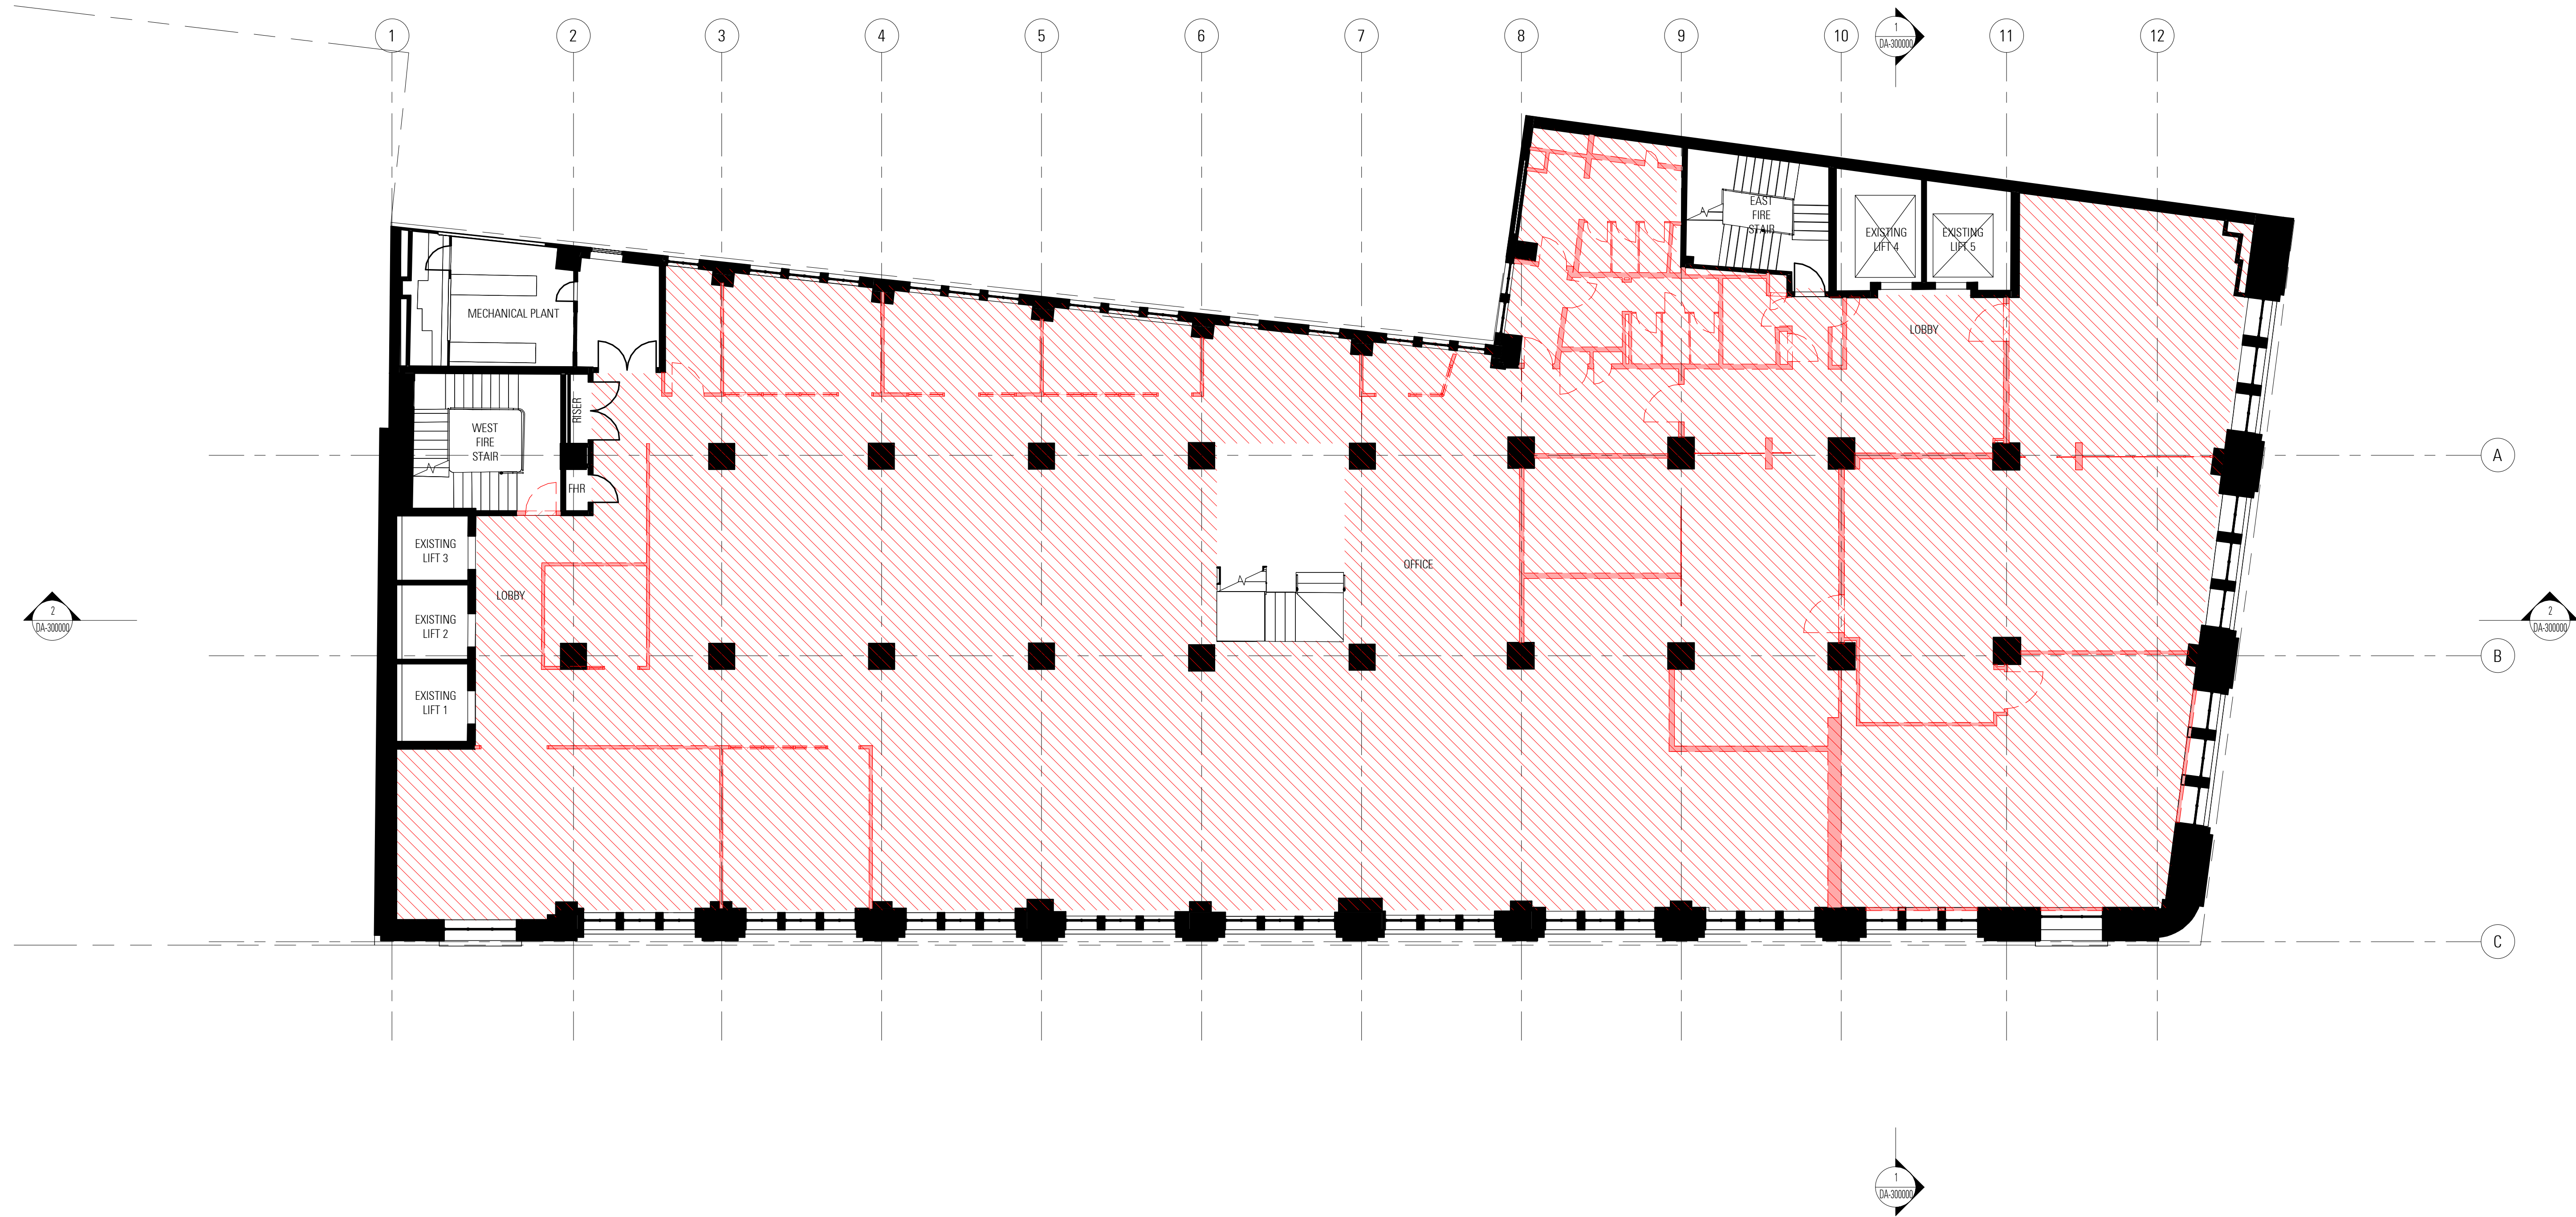 1
2
3
4
5
6
7
8
9
10
11
12
1
DA-300000
EAST
FIRE
STAIR
EXISTING
LIFT 4
EXISTING
LIFT 5
MECHANICAL PLANT
LOBBY
RISER
WEST
FIRE
STAIR
A
FHR
EXISTING
LIFT 3
OFFICE
LOBBY
2
DA-300000
EXISTING
LIFT 2
2
DA-300000
B
EXISTING
LIFT 1
C
1
DA-300000